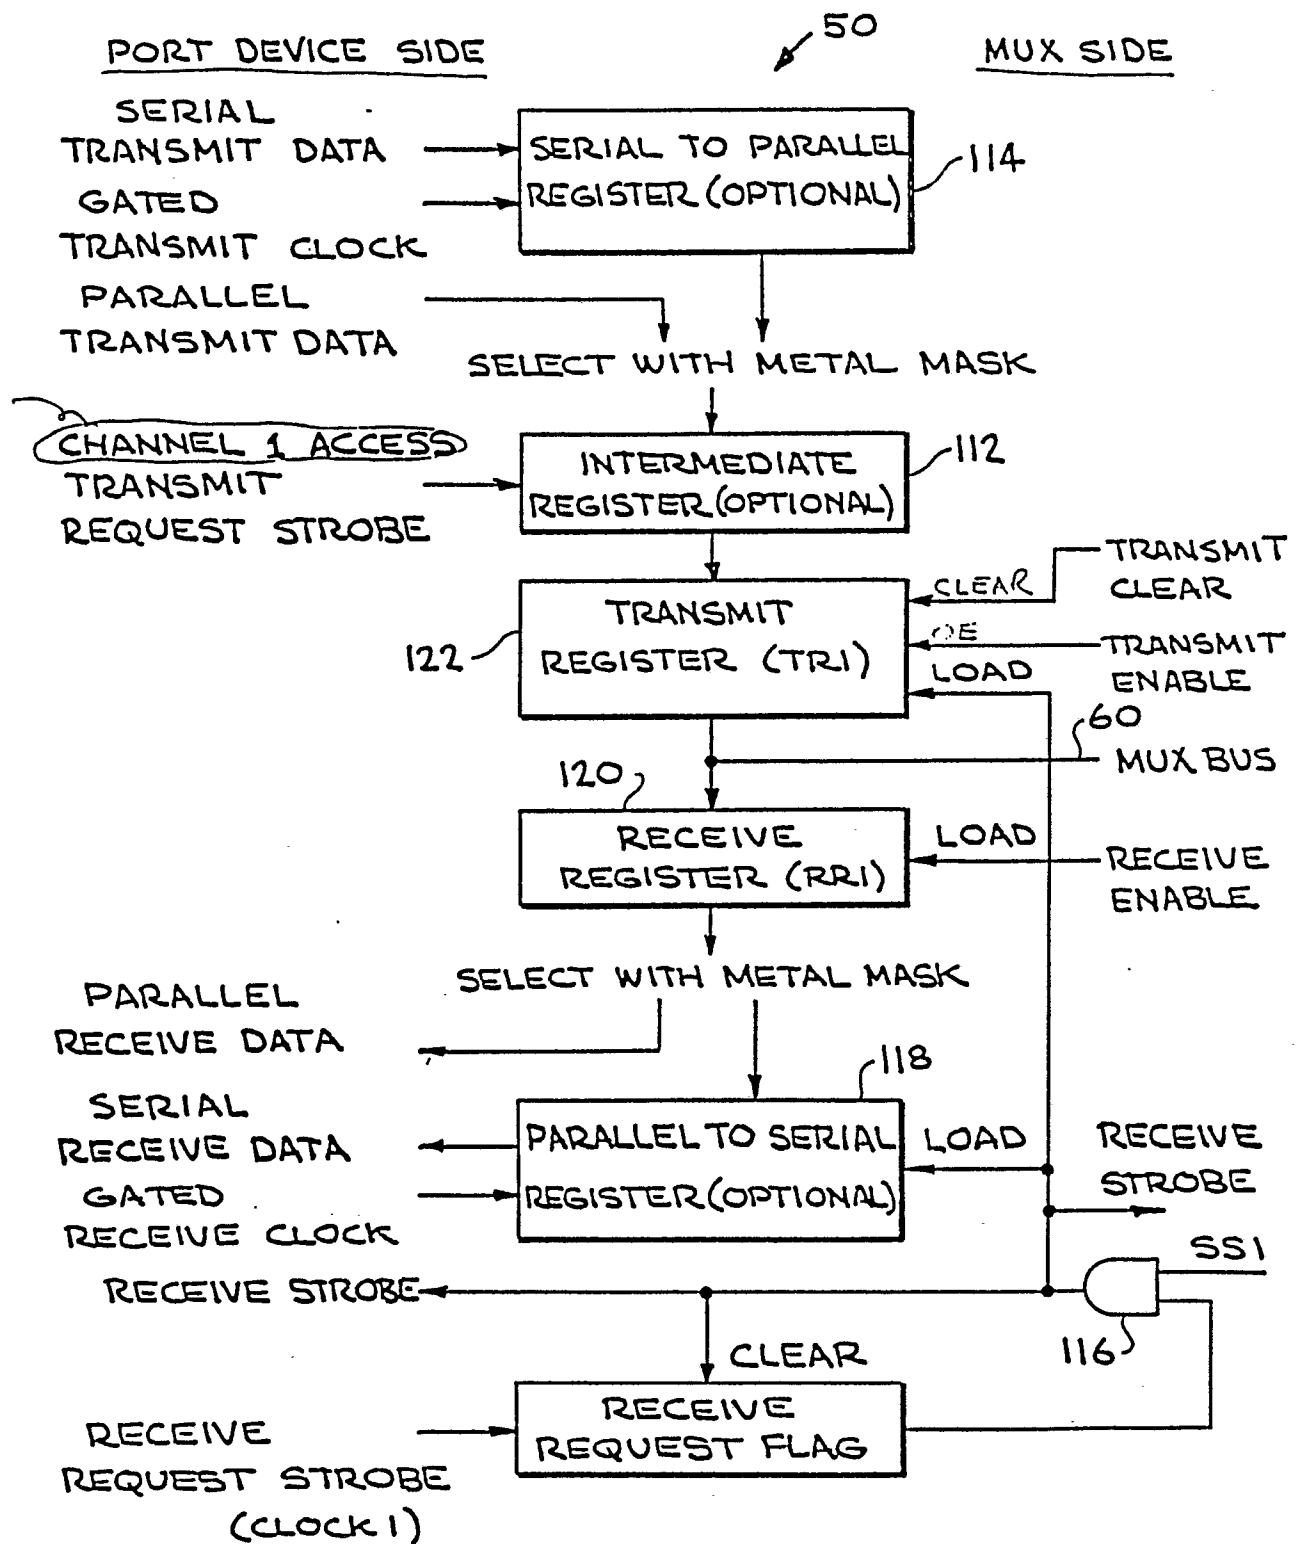 50
PORT DEVICE SIDE
MUX SIDE
SERIAL
TRANSMIT DATA
GATED
TRANSMIT CLOCK
SERIAL TO PARALLEL
REGISTER (OPTIONAL)
114
PARALLEL
TRANSMIT DATA
SELECT WITH METAL MASK
CHANNEL 1 ACCESS
TRANSMIT
REQUEST STROBE
INTERMEDIATE
REGISTER (OPTIONAL)
112
TRANSMIT
REGISTER (TRI)
122
CLEAR
TRANSMIT
CLEAR
OE
TRANSMIT
ENABLE
LOAD
60
MUX BUS
120
RECEIVE
REGISTER (RRI)
LOAD
RECEIVE
ENABLE
SELECT WITH METAL MASK
PARALLEL
RECEIVE DATA
118
SERIAL
RECEIVE DATA
GATED
RECEIVE CLOCK
PARALLEL TO SERIAL
REGISTER (OPTIONAL)
LOAD
RECEIVE
STROBE
SSI
RECEIVE STROBE
116
CLEAR
RECEIVE
REQUEST FLAG
RECEIVE
REQUEST STROBE
(CLOCK 1)